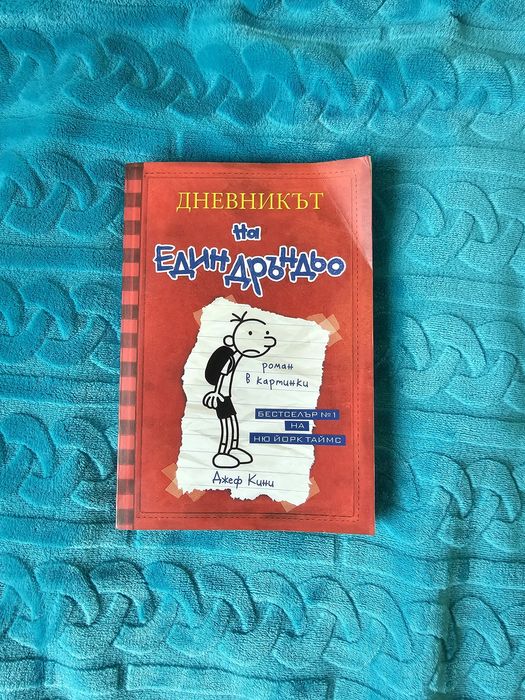 ДНЕВНИКЪТ
на
ЕДИН ДРЪНДЬО
роман
в картинки
БЕСТСЕЛЪР №1
НА
НЮ ЙОРК ТАЙМС
Джеф Кини